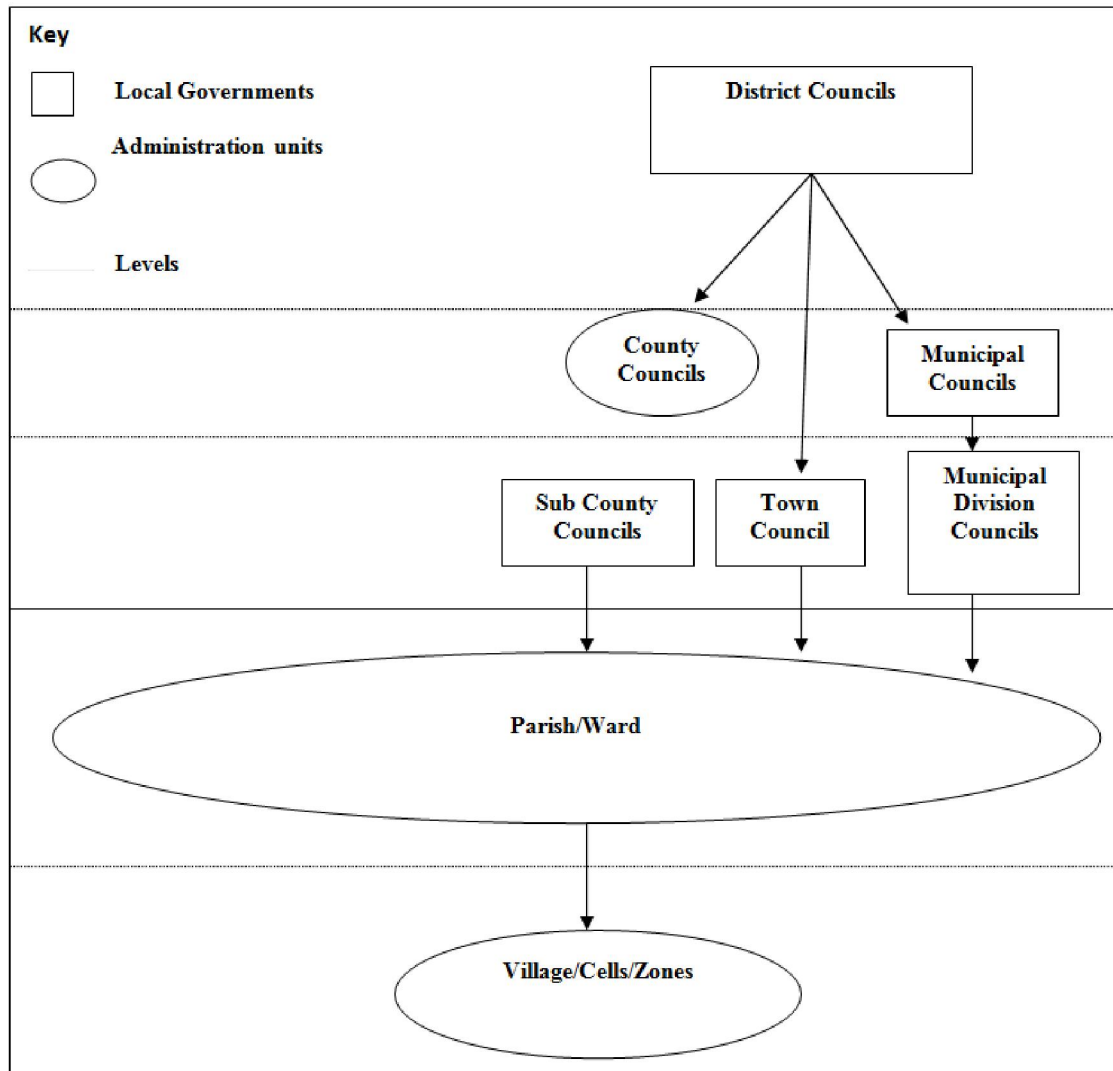 Key
Local Governments
Administration units
Levels
District Councils
County
Councils
Municipal
Councils
Sub County
Councils
Town
Council
Municipal
Division
Councils
Parish/Ward
Village/Cells/Zones